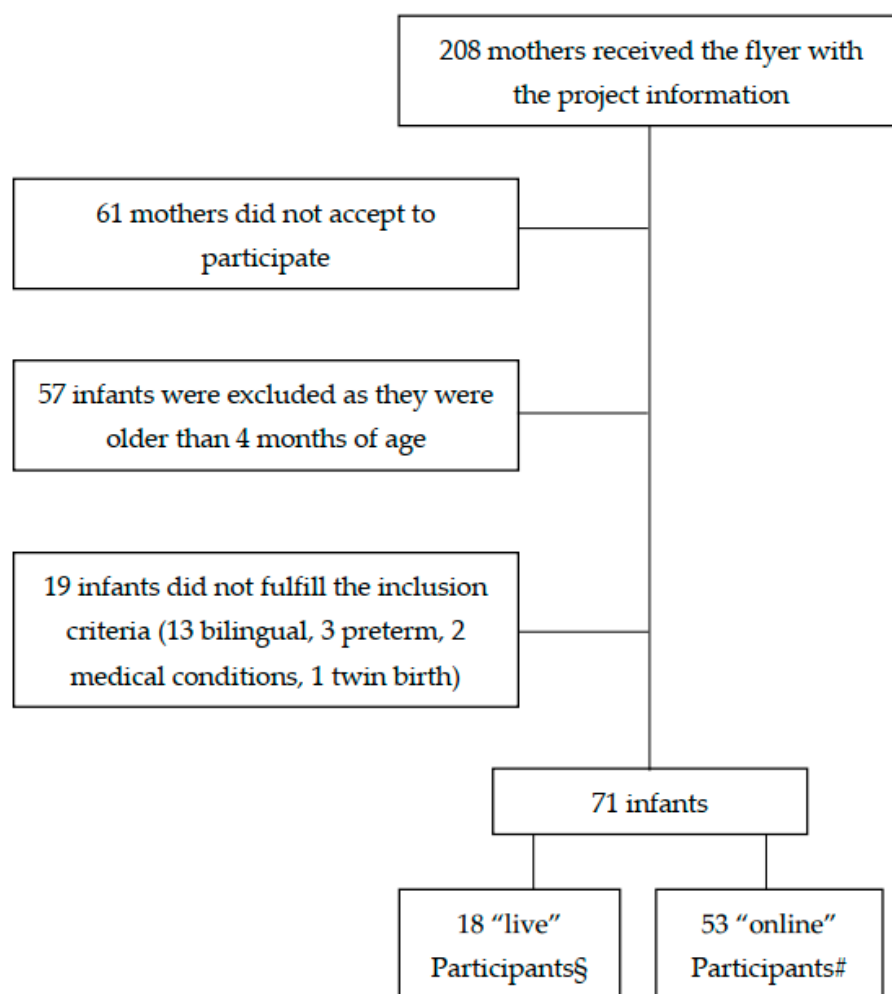 208 mothers received the flyer with
the project information
61 mothers did not accept to
participate
57 infants were excluded as they were
older than 4 months of age
19 infants did not fulfill the inclusion
criteria (13 bilingual, 3 preterm, 2
medical conditions, 1 twin birth)
71 infants
18 “live”
Participants§
53 “online”
Participants#